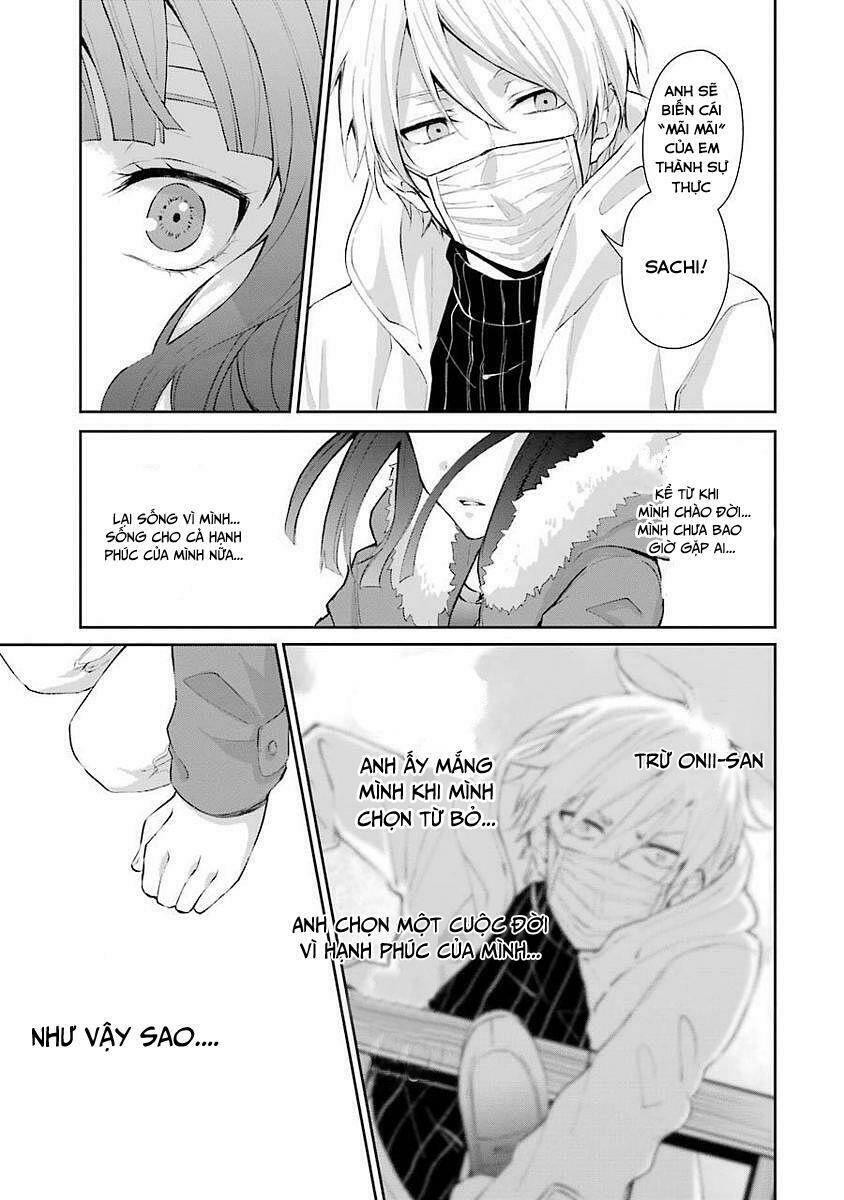 ANH SẼ
BIẾN CÁI
"MÃI MÃI"
CỦA EM
THÀNH SỰ
THỰC
SACHI!
KỂ TỪ KHI
MÌNH CHÀO ĐỜI...
MÌNH CHƯA BAO
GIỜ GẶP AI...
LẠI SỐNG VÌ MÌNH...
SỐNG CHO CẢ HẠNH
PHÚC CỦA MÌNH NỮA...
TRỪ ONII-SAN
ANH ẤY MẮNG
MÌNH KHI MÌNH
CHỌN TỪ BỎ...
ANH CHỌN MỘT CUỘC ĐỜI
VÌ HẠNH PHÚC CỦA MÌNH...
NHƯ VẬY SAO....